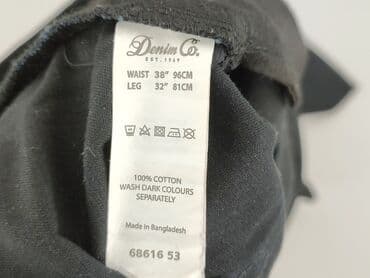 Denim Co.
EST. 1969
WAIST 38" 96CM
LEG 32" 81CM
100% COTTON
WASH DARK COLOURS
SEPARATELY
Made in Bangladesh
68616 53